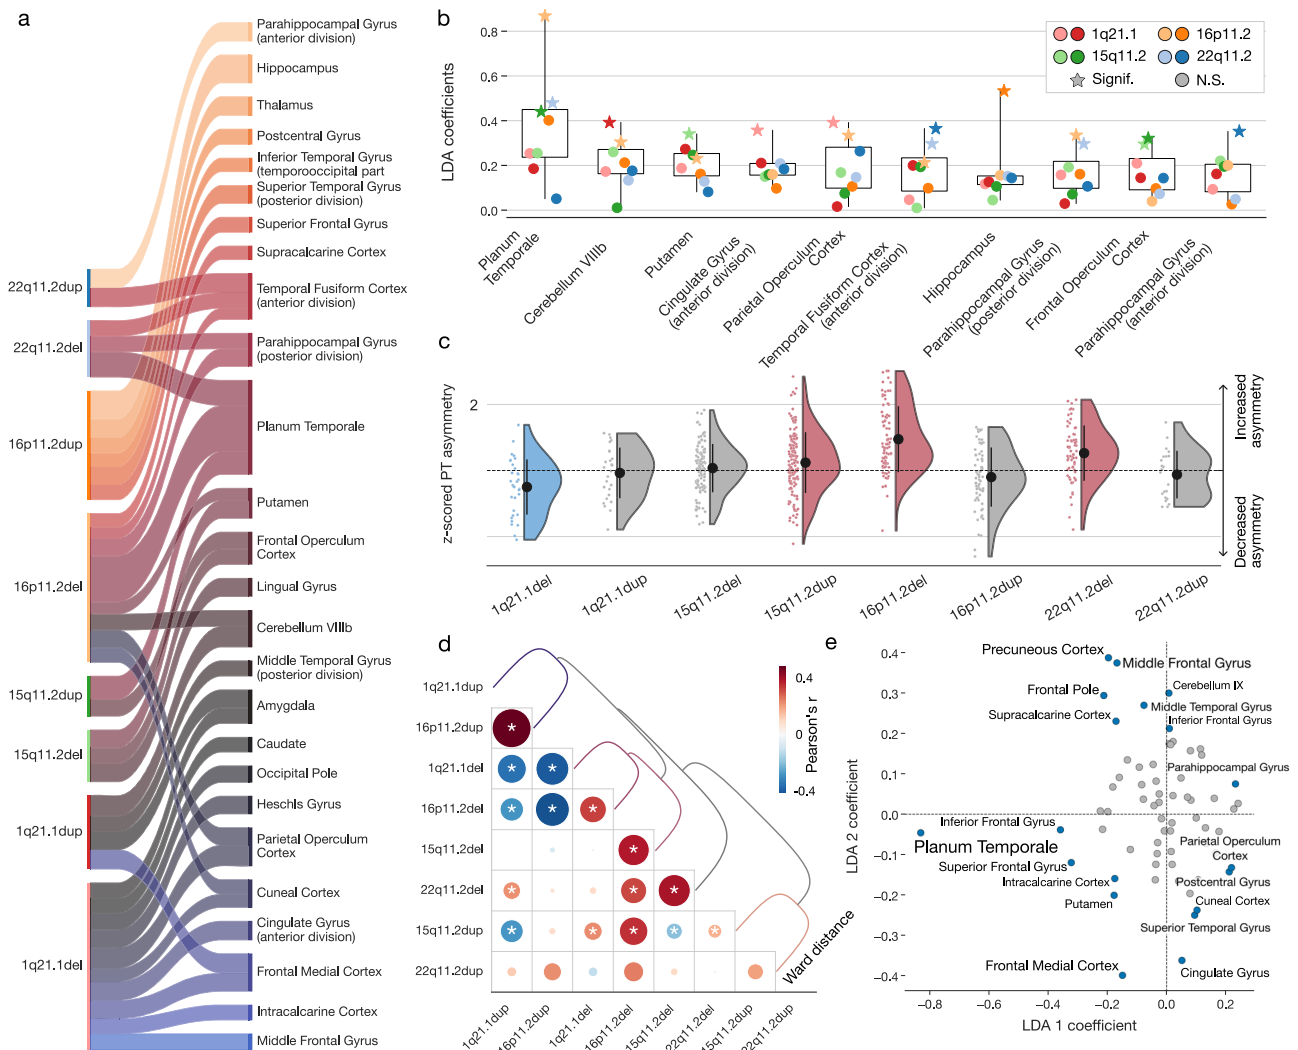 a
Parahippocampal Gyrus
(anterior division)
Hippocampus
Thalamus
Postcentral Gyrus
Inferior Temporal Gyrus
(temporooccipital part
Superior Temporal Gyrus
(posterior division)
Superior Frontal Gyrus
Supracalcarine Cortex
Temporal Fusiform Cortex
(anterior division)
Parahippocampal Gyrus
(posterior division)
Planum Temporale
Putamen
Frontal Operculum
Cortex
Lingual Gyrus
Cerebellum VIIIb
Middle Temporal Gyrus
(posterior division)
Amygdala
Caudate
Occipital Pole
Heschls Gyrus
Parietal Operculum
Cortex
Cuneal Cortex
Cingulate Gyrus
(anterior division)
Frontal Medial Cortex
Intracalcarine Cortex
Middle Frontal Gyrus
22q11.2dup
22q11.2del
16p11.2dup
16p11.2del
15q11.2dup
15q11.2del
1q21.1dup
1q21.1del
b
LDA coefficients
0.8
0.6
0.4
0.2
0.0
1q21.1
16p11.2
15q11.2
22q11.2
Signif.
N.S.
Planum
Temporale
Cerebellum VIIIb
Putamen
Cingulate Gyrus
(anterior division)
Parietal Operculum
Cortex
Temporal Fusiform Cortex
(anterior division)
Hippocampus
Parahippocampal Gyrus
(posterior division)
Frontal Operculum
Cortex
Parahippocampal Gyrus
(anterior division)
c
z-scored PT asymmetry
2
Increased
asymmetry
Decreased
asymmetry
1q21.1del
1q21.1dup
15q11.2del
15q11.2dup
16p11.2del
16p11.2dup
22q11.2del
22q11.2dup
d
1q21.1dup
16p11.2dup
1q21.1del
16p11.2del
15q11.2del
22q11.2del
15q11.2dup
22q11.2dup
*
* *
* * *
*
* * *
* * * * *
0.4
0
-0.4
Pearson's r
Ward distance
1q21.1dup
16p11.2dup
1q21.1del
16p11.2del
15q11.2del
22q11.2del
15q11.2dup
22q11.2dup
e
LDA 2 coefficient
0.4
0.3
0.2
0.1
0.0
−0.1
−0.2
−0.3
−0.4
Precuneous Cortex
Middle Frontal Gyrus
Frontal Pole
Cerebellum IX
Middle Temporal Gyrus
Supracalcarine Cortex
Inferior Frontal Gyrus
Parahippocampal Gyrus
Inferior Frontal Gyrus
Planum Temporale
Parietal Operculum
Cortex
Superior Frontal Gyrus
Intracalcarine Cortex
Postcentral Gyrus
Putamen
Cuneal Cortex
Superior Temporal Gyrus
Frontal Medial Cortex
Cingulate Gyrus
−0.8
−0.6
−0.4
−0.2
0.0
0.2
LDA 1 coefficient